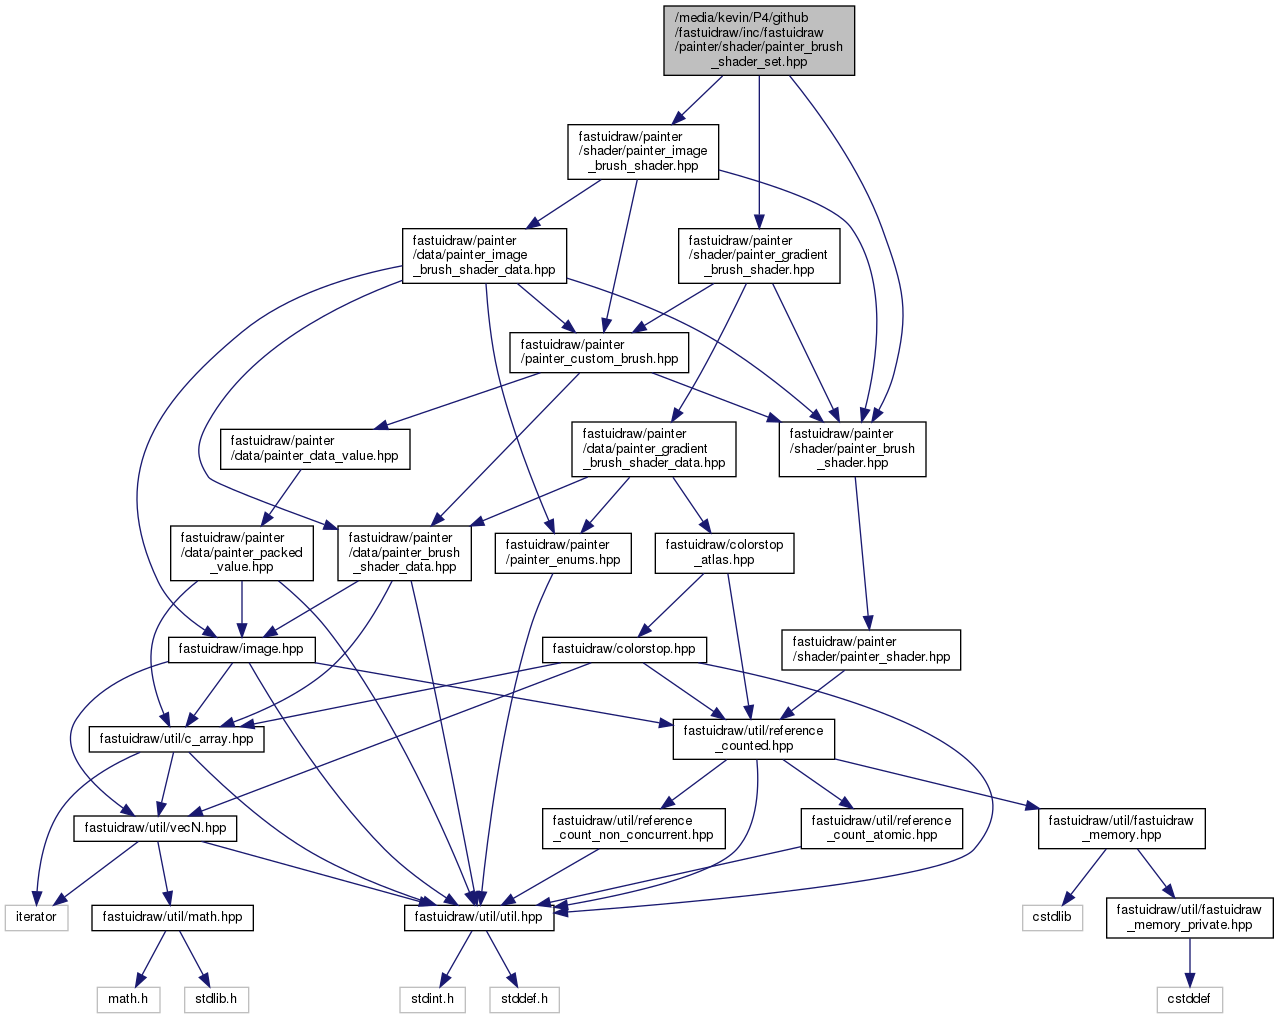 /media/kevin/P4/github
/fastuidraw/inc/fastuidraw
/painter/shader/painter_brush
_shader_set.hpp
fastuidraw/painter
/shader/painter_image
_brush_shader.hpp
fastuidraw/painter
/data/painter_image
_brush_shader_data.hpp
fastuidraw/painter
/shader/painter_gradient
_brush_shader.hpp
fastuidraw/painter
/painter_custom_brush.hpp
fastuidraw/painter
/data/painter_data_value.hpp
fastuidraw/painter
/data/painter_gradient
_brush_shader_data.hpp
fastuidraw/painter
/shader/painter_brush
_shader.hpp
fastuidraw/painter
/data/painter_packed
_value.hpp
fastuidraw/painter
/data/painter_brush
_shader_data.hpp
fastuidraw/painter
/painter_enums.hpp
fastuidraw/colorstop
_atlas.hpp
fastuidraw/image.hpp
fastuidraw/colorstop.hpp
fastuidraw/painter
/shader/painter_shader.hpp
fastuidraw/util/c_array.hpp
fastuidraw/util/reference
_counted.hpp
fastuidraw/util/vecN.hpp
fastuidraw/util/reference
_count_non_concurrent.hpp
fastuidraw/util/reference
_count_atomic.hpp
fastuidraw/util/fastuidraw
_memory.hpp
iterator
fastuidraw/util/math.hpp
fastuidraw/util/util.hpp
cstdlib
fastuidraw/util/fastuidraw
_memory_private.hpp
math.h
stdlib.h
stdint.h
stddef.h
cstddef